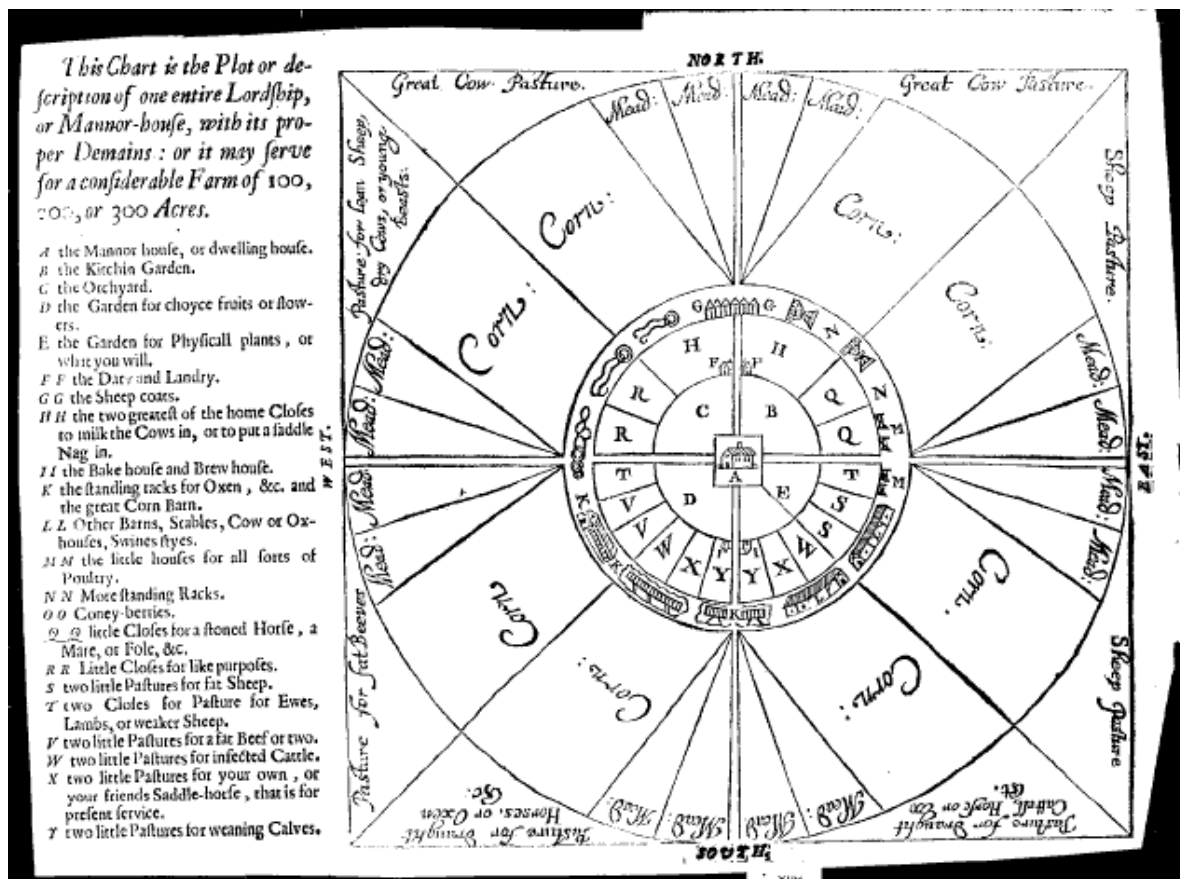 This Chart is the Plot or de-
ſcription of one entire Lordſhip,
or Mannor-houſe, with its pro-
per Demains: or it may ſerve
for a conſiderable Farm of 100,
200, or 300 Acres.
A the Mannor houſe, or dwelling houſe.
B the Kitchin Garden.
C the Orchyard.
D the Garden for choyce fruits or flow-
ers.
E the Garden for Phyſicall plants, or
what you will.
F F the Dary and Landry.
G G the Sheep coats.
H H the two greateſt of the home Cloſes
to milk the Cows in, or to put a ſaddle
Nag in.
I I the Bake houſe and Brew houſe.
K the ſtanding racks for Oxen, &c. and
the great Corn Barn.
L L Other Barns, Stables, Cow or Ox-
houſes, Swines ſtyes.
M M the little houſes for all ſorts of
Poultry.
N N More ſtanding Racks.
O O Coney-berries.
Q Q little Cloſes for a ſtoned Horſe, a
Mare, or Fole, &c.
R R Little Cloſes for like purpoſes.
S two little Paſtures for fat Sheep.
T two Cloſes for Paſture for Ewes,
Lambs, or weaker Sheep.
V two little Paſtures for a fat Beef or two.
W two little Paſtures for infected Cattle.
X two little Paſtures for your own, or
your friends Saddle-horſe, that is for
preſent ſervice.
Y two little Paſtures for weaning Calves.
NORTH.
Great Cow Paſture.
Great Cow Paſture.
Mead:
Mead:
Mead:
Mead:
Paſture for lean Sheep,
dry Cows, or young
beaſts.
Sheep Paſture.
Corn:
Corn:
Corn:
Corn:
Mead:
Mead:
Mead:
Mead:
G
G
N
N
H
F
F
H
R
Q
C
B
R
Q
M
WEST.
A
EAST
Mead:
Mead:
Mead:
Mead:
K
T
V
V
W
X
Y
Y
X
W
S
S
T
M
D
E
I
I
K
K
L
L
Corn
Corn:
Corn:
Corn:
Paſture for fat Beeves
Sheep Paſture
Mead:
Mead:
Mead:
Mead:
Paſture for Draught
Horſes, or Oxen
&c.
Paſture for Draught
Cattell, Horſe or Ox
&c.
SOUTH.